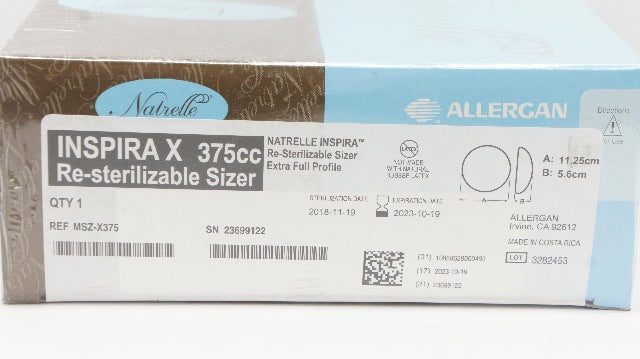 Natrelle®
ALLERGAN
Directions
INSPIRA X 375cc
Re-sterilizable Sizer
NATRELLE INSPIRA™
Re-Sterilizable Sizer
Extra Full Profile
LATEX
NOT MADE
WITH NATURAL
RUBBER LATEX
A
B
A: 11.25cm
B: 5.6cm
QTY 1
REF MSZ-X375
SN 23699122
STERILIZATION DATE
2018-11-19
EXPIRATION DATE
2023-10-19
ALLERGAN
Irvine, CA 92612
MADE IN COSTA RICA
LOT 3282453
(17) 2023-10-19
(21) 23699122